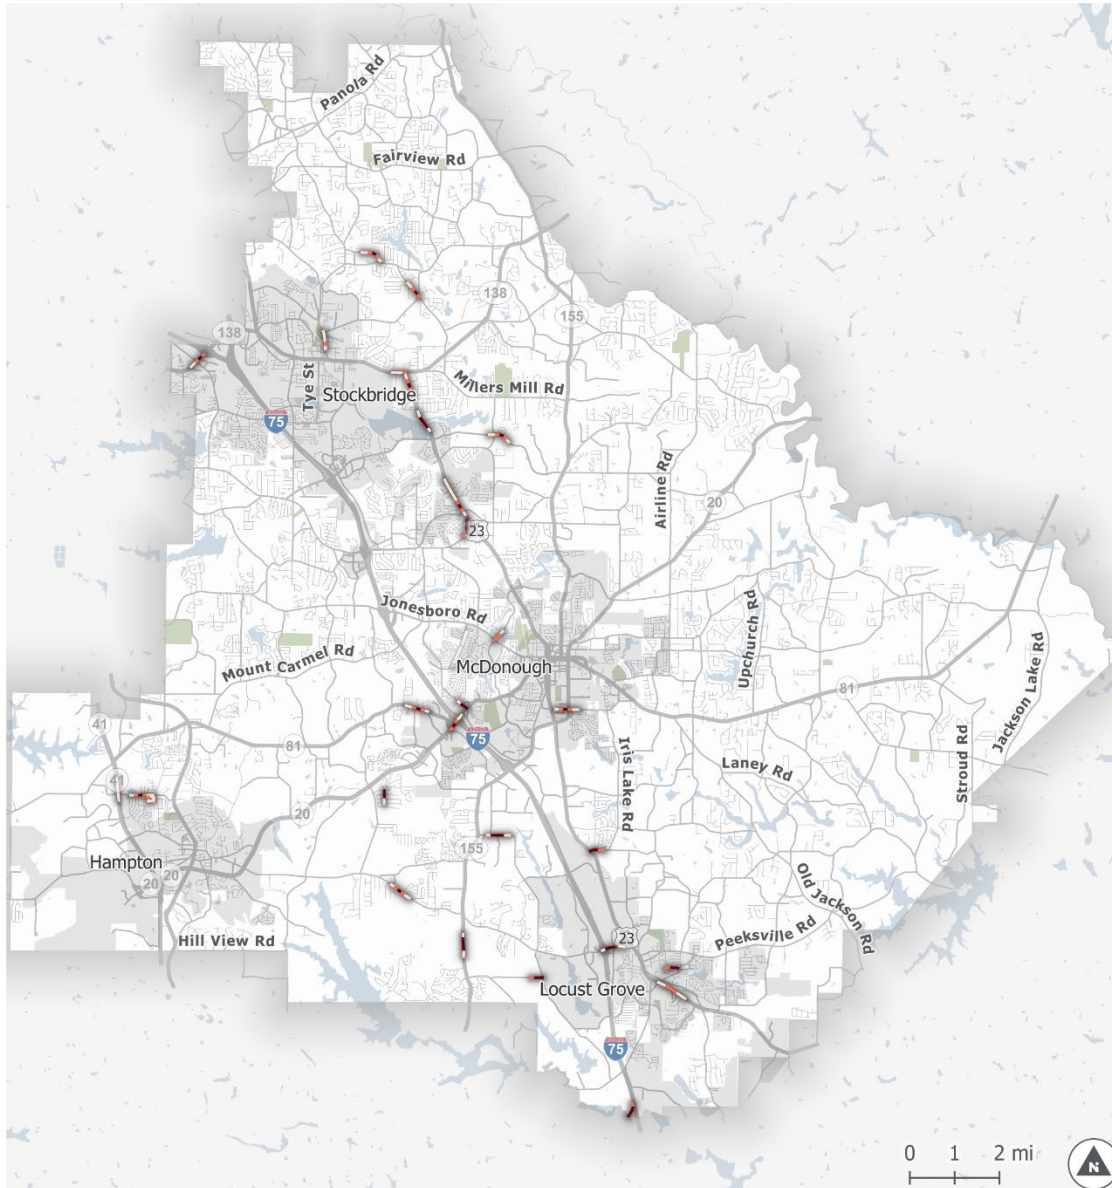 Panola Rd
Fairview Rd
138
155
138
Millers Mill Rd
Tye St
Stockbridge
75
Airline Rd
20
23
Jonesboro Rd
McDonough
Mount Carmel Rd
Upchurch Rd
Jackson Lake Rd
81
41
75
81
Iris Lake Rd
Laney Rd
Stroud Rd
41
20
155
Hampton
20
20
Old Jackson Rd
Hill View Rd
23
Peeksville Rd
Locust Grove
75
0 1 2 mi
N